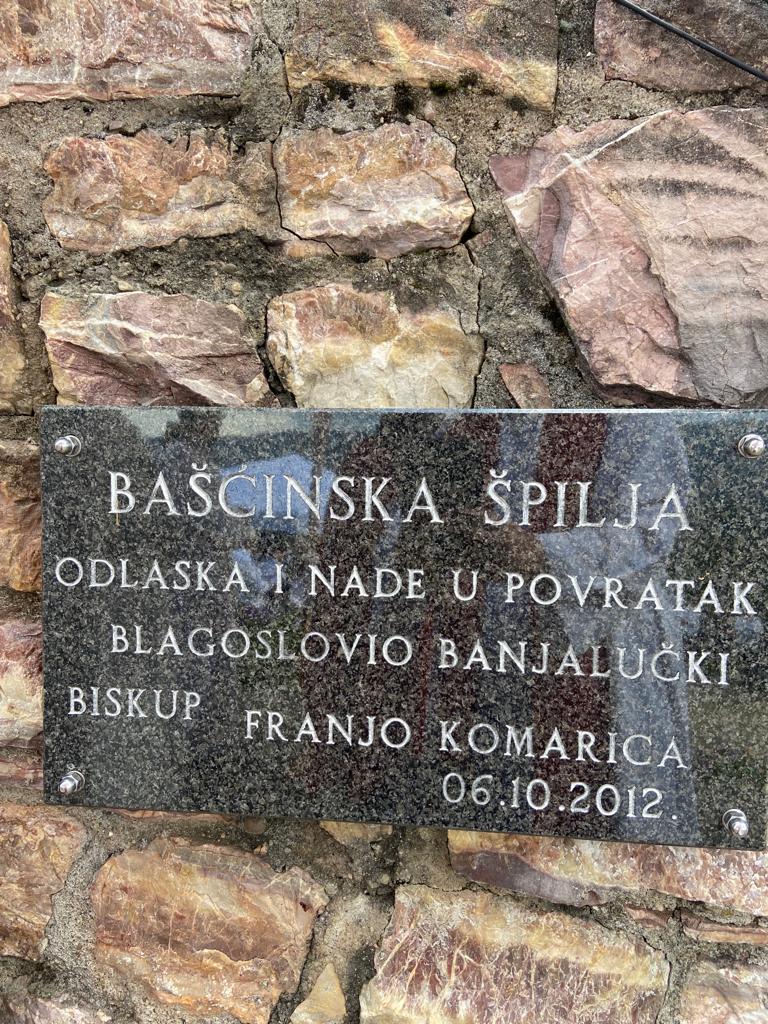 BAŠĆINSKA ŠPILJA
ODLASKA I NADE U POVRATAK
BLAGOSLOVIO BANJALUČKI
BISKUP FRANJO KOMARICA
06.10.2012.